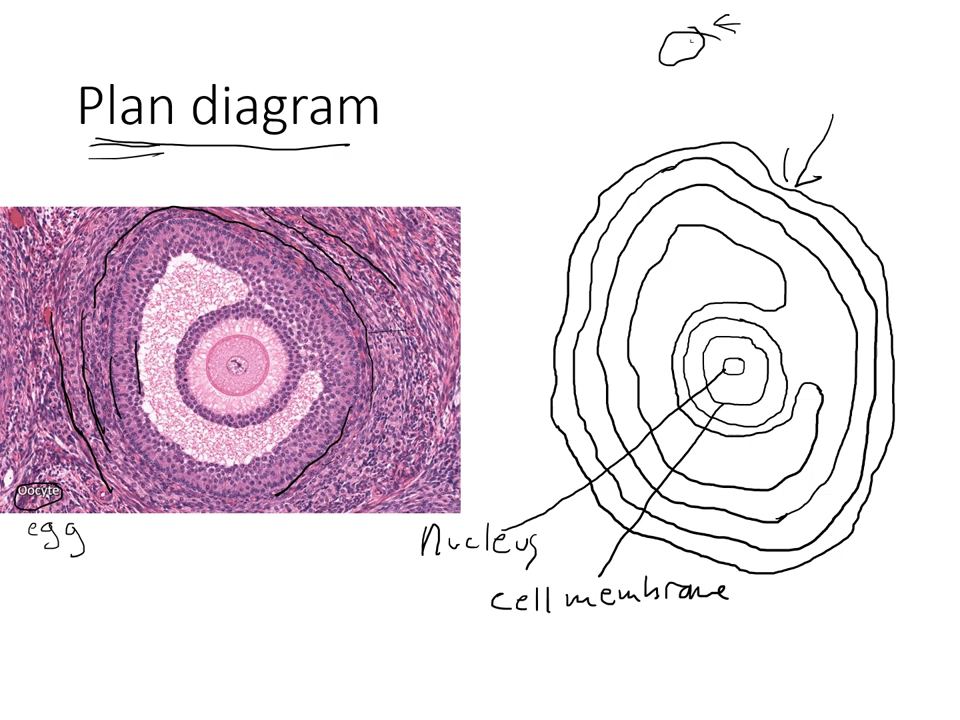 Plan diagram
Oocyte
egg
Nucleus
cell membrane